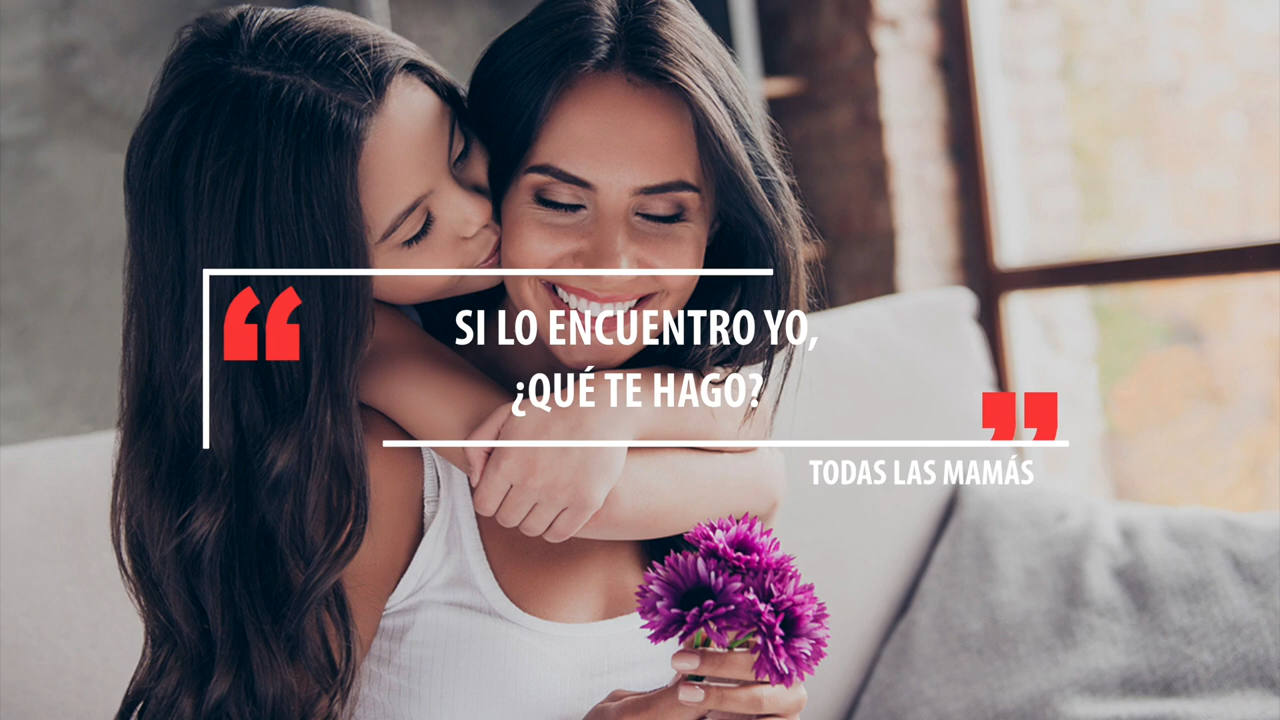 “
SI LO ENCUENTRO YO,
¿QUÉ TE HAGO?
”
TODAS LAS MAMÁS